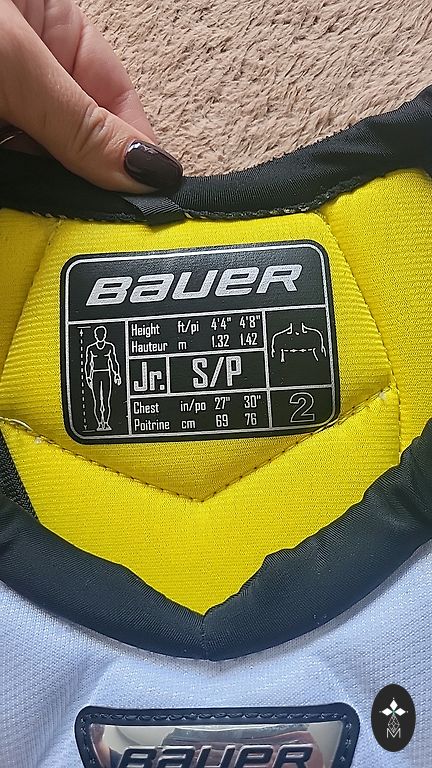 BAUER
Height ft/pi 4'4" 4'8"
Hauteur m 1.32 1.42
Jr. S/P
Chest in/po 27" 30"
Poitrine cm 69 76
2
BAUER
M